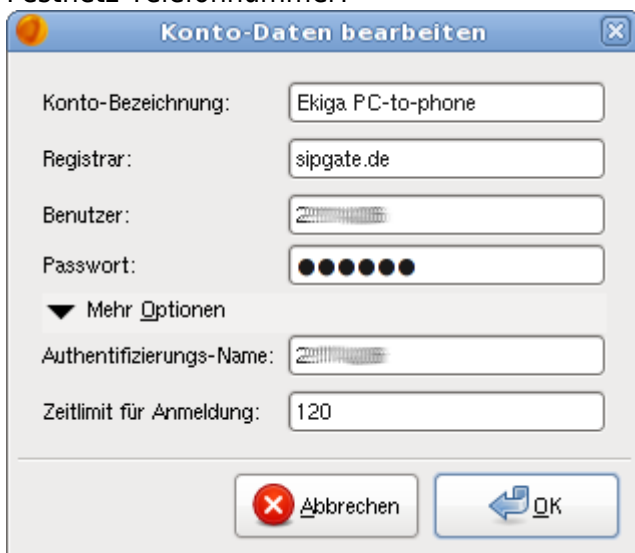 Konto-Daten bearbeiten
Konto-Bezeichnung: Ekiga PC-to-phone
Registrar: sipgate.de
Benutzer:
Passwort: ●●●●●●
Mehr Optionen
Authentifizierungs-Name:
Zeitlimit für Anmeldung: 120
Abbrechen OK